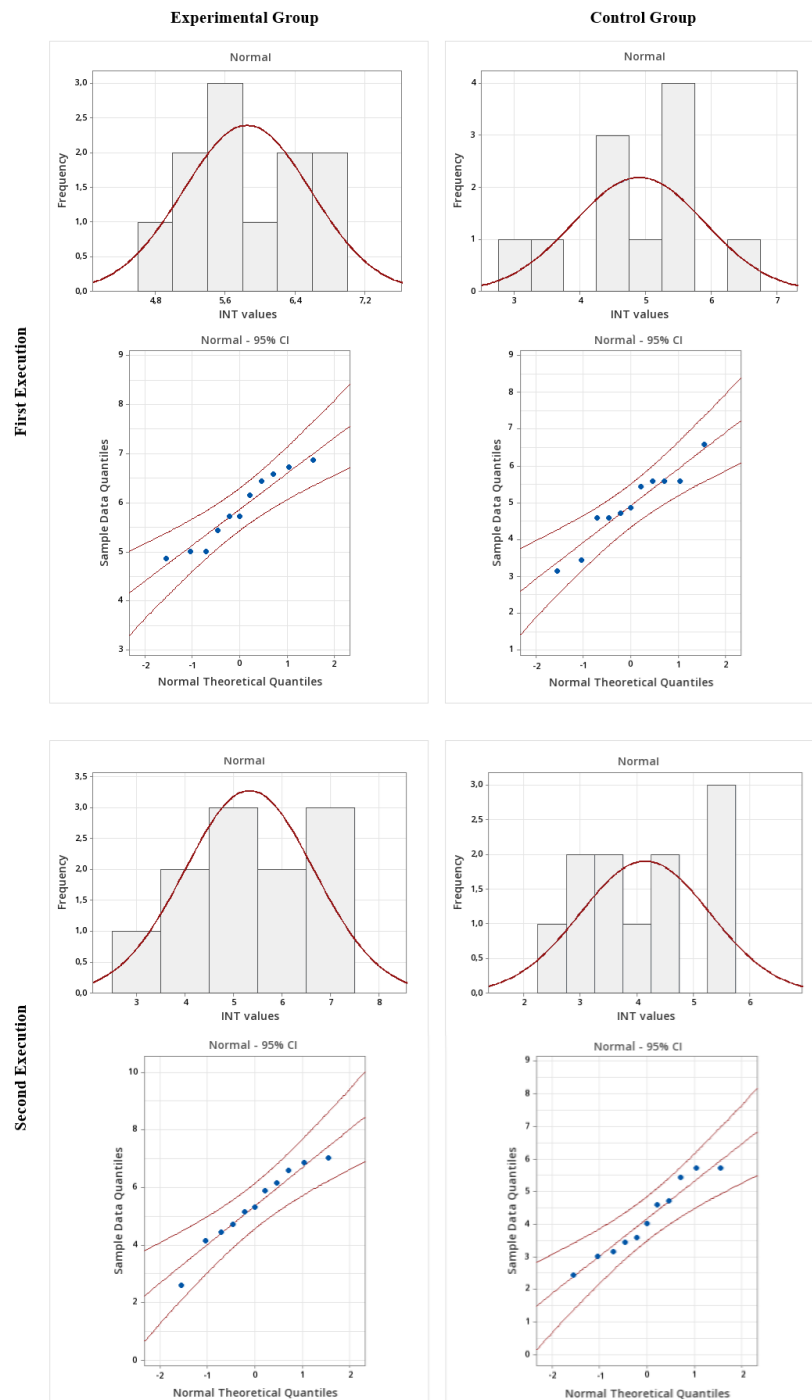 Experimental Group
Control Group
First Execution
Normal
Frequency
3,0
2,5
2,0
1,5
1,0
0,5
0,0
4,8 5,6 6,4 7,2
INT values
Normal
Frequency
4
3
2
1
0
3 4 5 6 7
INT values
Normal - 95% CI
Sample Data Quantiles
9
8
7
6
5
4
3
-2 -1 0 1 2
Normal Theoretical Quantiles
Normal - 95% CI
Sample Data Quantiles
9
8
7
6
5
4
3
2
1
-2 -1 0 1 2
Normal Theoretical Quantiles
Second Execution
Normal
Frequency
3,5
3,0
2,5
2,0
1,5
1,0
0,5
0,0
3 4 5 6 7 8
INT values
Normal
Frequency
3,0
2,5
2,0
1,5
1,0
0,5
0,0
2 3 4 5 6
INT values
Normal - 95% CI
Sample Data Quantiles
10
8
6
4
2
0
-2 -1 0 1 2
Normal Theoretical Quantiles
Normal - 95% CI
Sample Data Quantiles
9
8
7
6
5
4
3
2
1
0
-2 -1 0 1 2
Normal Theoretical Quantiles